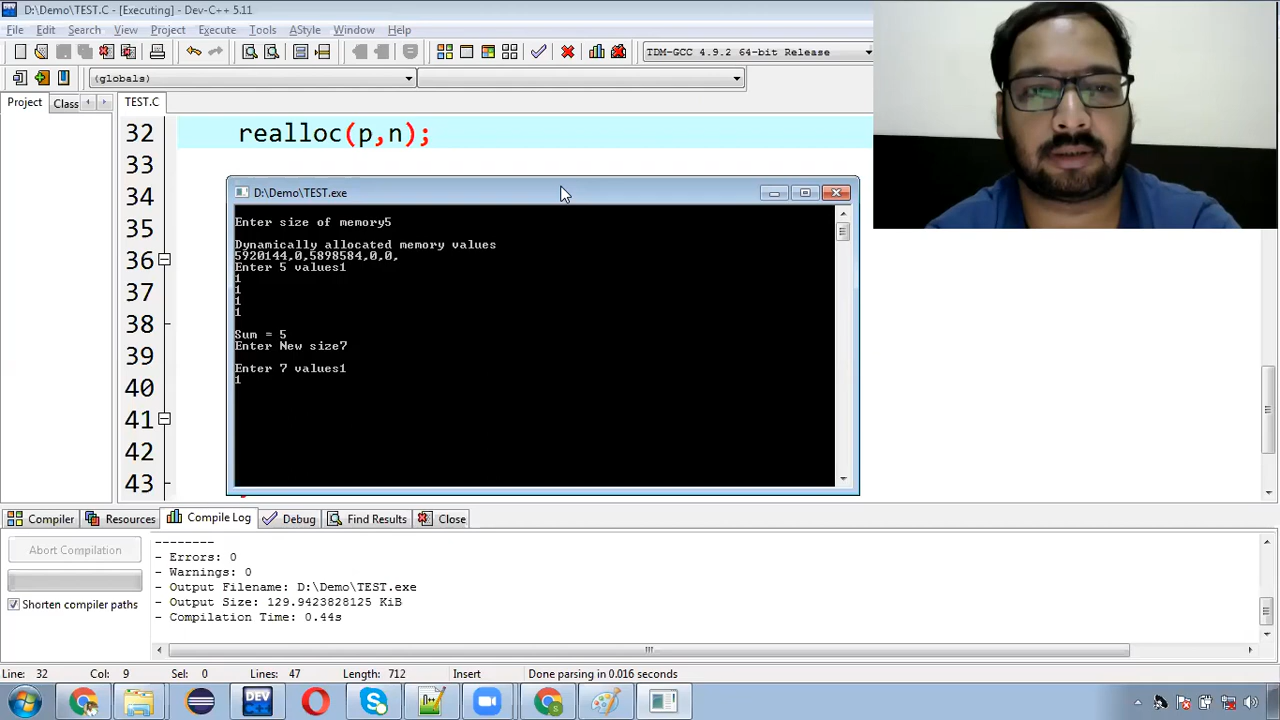 D:\Demo\TEST.C - [Executing] - Dev-C++ 5.11
File Edit Search View Project Execute Tools AStyle Window Help
TDM-GCC 4.9.2 64-bit Release
(globals)
Project Class TEST.C
32 realloc(p,n);
33
34
35
36
37
38
39
40
41
42
43
D:\Demo\TEST.exe
Enter size of memory5
Dynamically allocated memory values
5920144,0,5898584,0,0,
Enter 5 values1
1
1
1
1
Sum = 5
Enter New size7
Enter 7 values1
1
Compiler Resources Compile Log Debug Find Results Close
Abort Compilation
Shorten compiler paths
--------
- Errors: 0
- Warnings: 0
- Output Filename: D:\Demo\TEST.exe
- Output Size: 129.9423828125 KiB
- Compilation Time: 0.44s
Line: 32 Col: 9 Sel: 0 Lines: 47 Length: 712 Insert Done parsing in 0.016 seconds
DEV C++